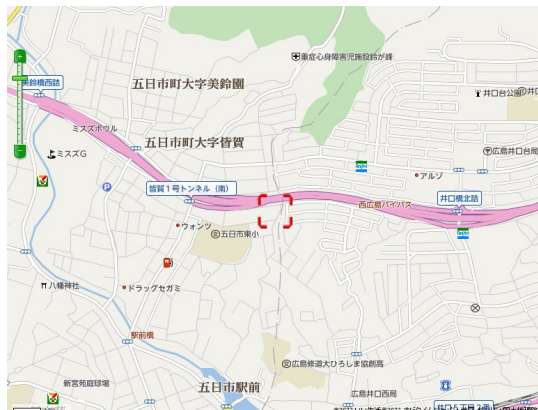 重症心身障害児施設鈴が峰
美鈴橋西詰
五日市町大字美鈴園
井口台公園
ミスズボウル
五日市町大字皆賀
広島井口台局
ミスズG
アルゾ
皆賀1号トンネル(南)
井口橋北詰
西広島バイパス
ウォンツ
五日市東小
八幡神社
ドラッグセガミ
駅前橋
広島修道大ひろしま協創高
新宮苑庭球場
五日市駅前
広島井口西局